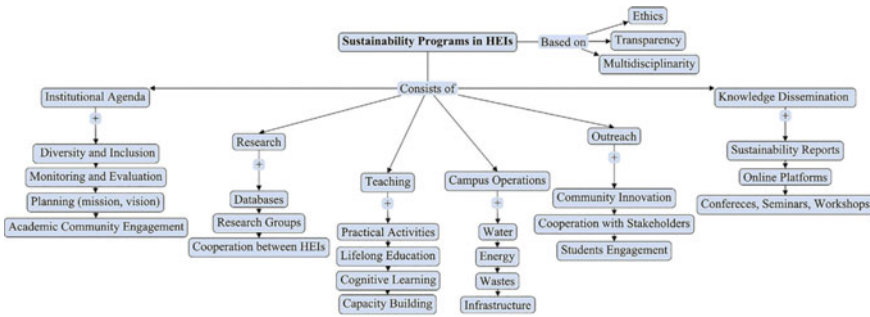 Sustainability Programs in HEIs
Based on
Ethics
Transparency
Multidisciplinarity
Consists of
Institutional Agenda
+
Diversity and Inclusion
Monitoring and Evaluation
Planning (mission, vision)
Academic Community Engagement
Research
+
Databases
Research Groups
Cooperation between HEIs
Teaching
+
Practical Activities
Lifelong Education
Cognitive Learning
Capacity Building
Campus Operations
+
Water
Energy
Wastes
Infrastructure
Outreach
+
Community Innovation
Cooperation with Stakeholders
Students Engagement
Knowledge Dissemination
+
Sustainability Reports
Online Platforms
Confereces, Seminars, Workshops